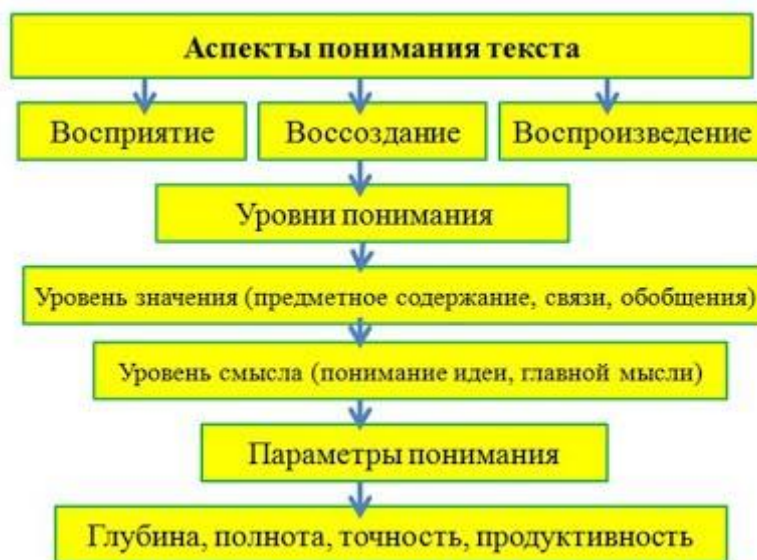 Аспекты понимания текста
Восприятие
Воссоздание
Воспроизведение
Уровни понимания
Уровень значения (предметное содержание, связи, обобщения)
Уровень смысла (понимание идеи, главной мысли)
Параметры понимания
Глубина, полнота, точность, продуктивность